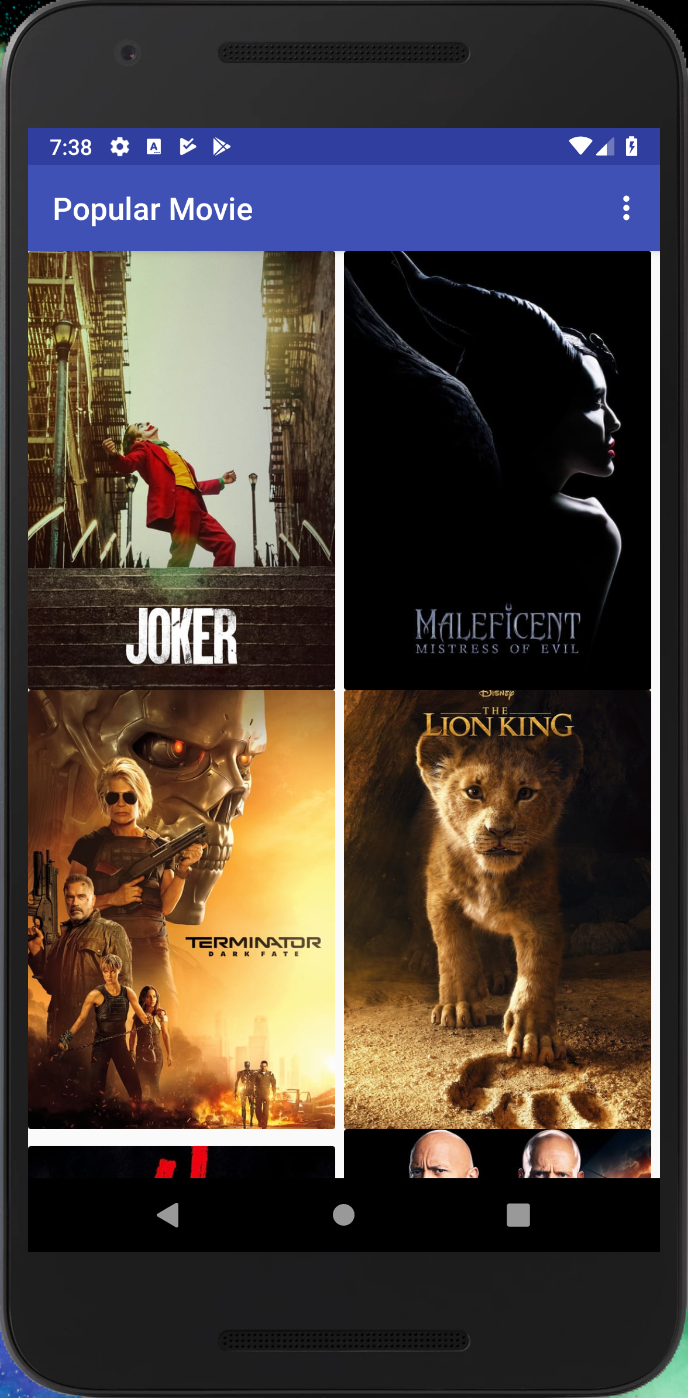 7:38
A
Popular Movie
JOKER
MALEFICENT
MISTRESS OF EVIL
TERMINATOR
DARK FATE
Disney
THE
LION KING